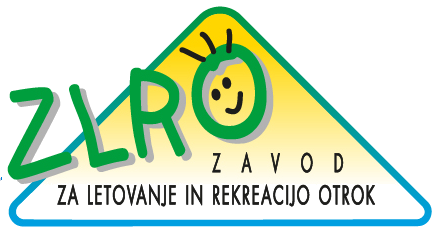 ZLRO
ZAVOD
ZA LETOVANJE IN REKREACIJO OTROK